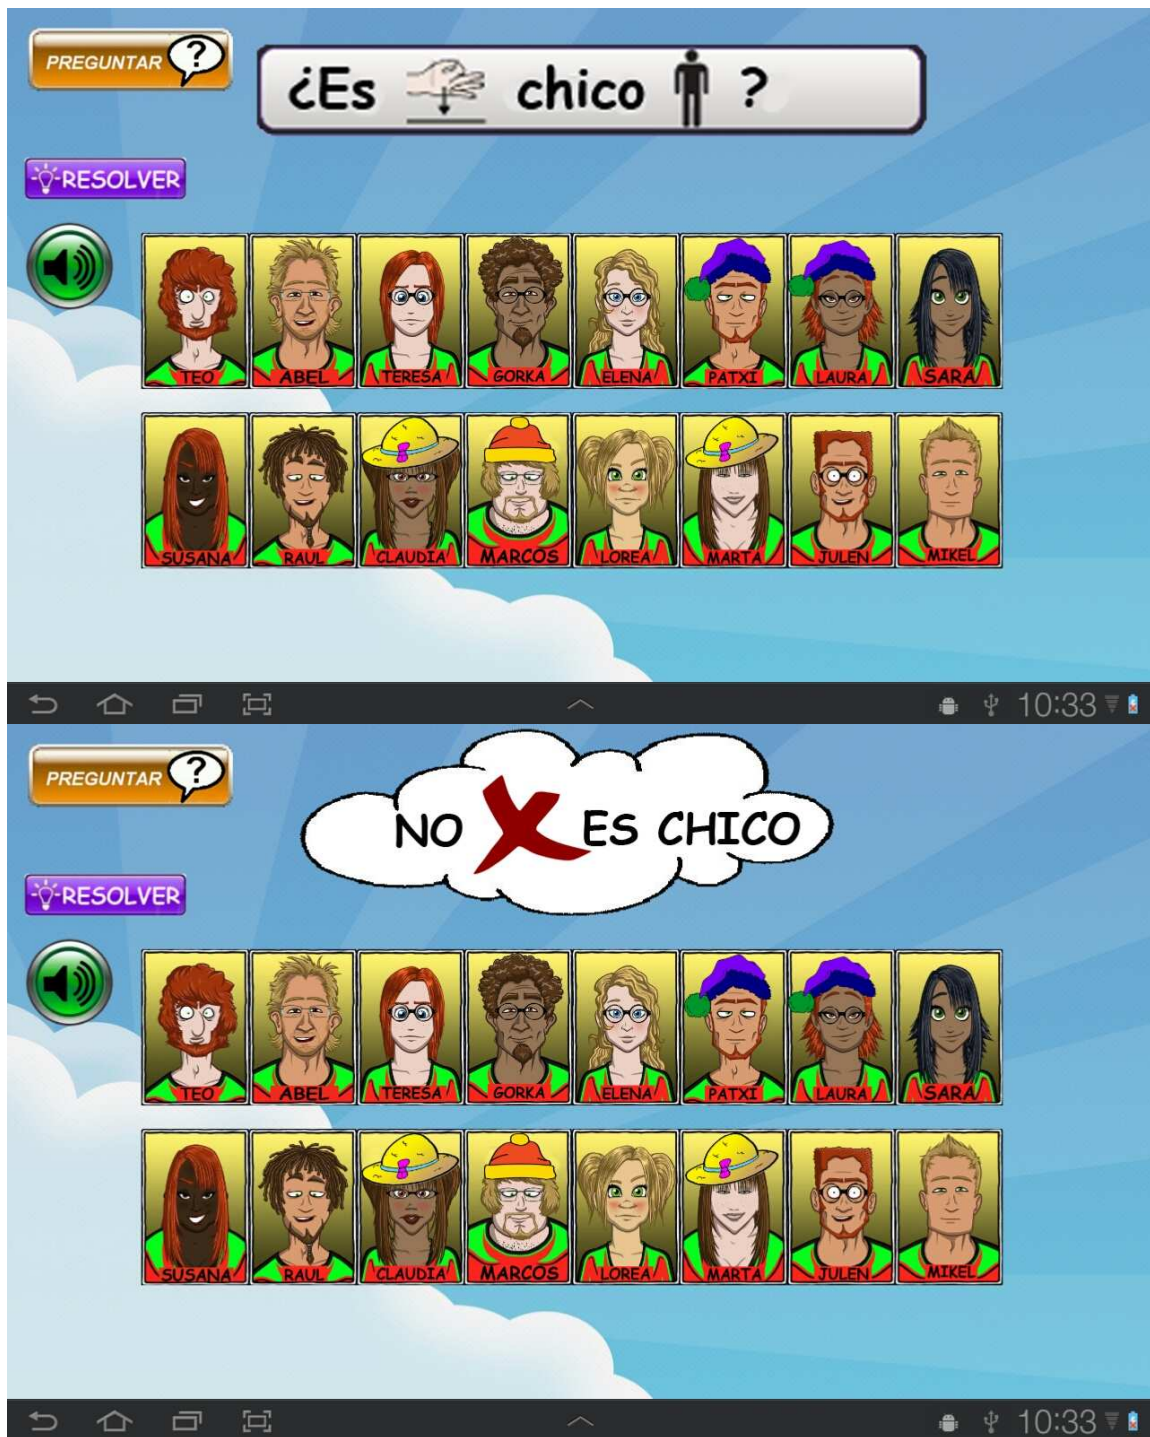 PREGUNTAR ?
¿Es chico ?
RESOLVER
TEO ABEL TERESA GORKA ELENA PATXI LAURA SARA
SUSANA RAUL CLAUDIA MARCOS LOREA MARTA JULEN MIKEL
10:33
PREGUNTAR ?
NO ES CHICO
RESOLVER
TEO ABEL TERESA GORKA ELENA PATXI LAURA SARA
SUSANA RAUL CLAUDIA MARCOS LOREA MARTA JULEN MIKEL
10:33